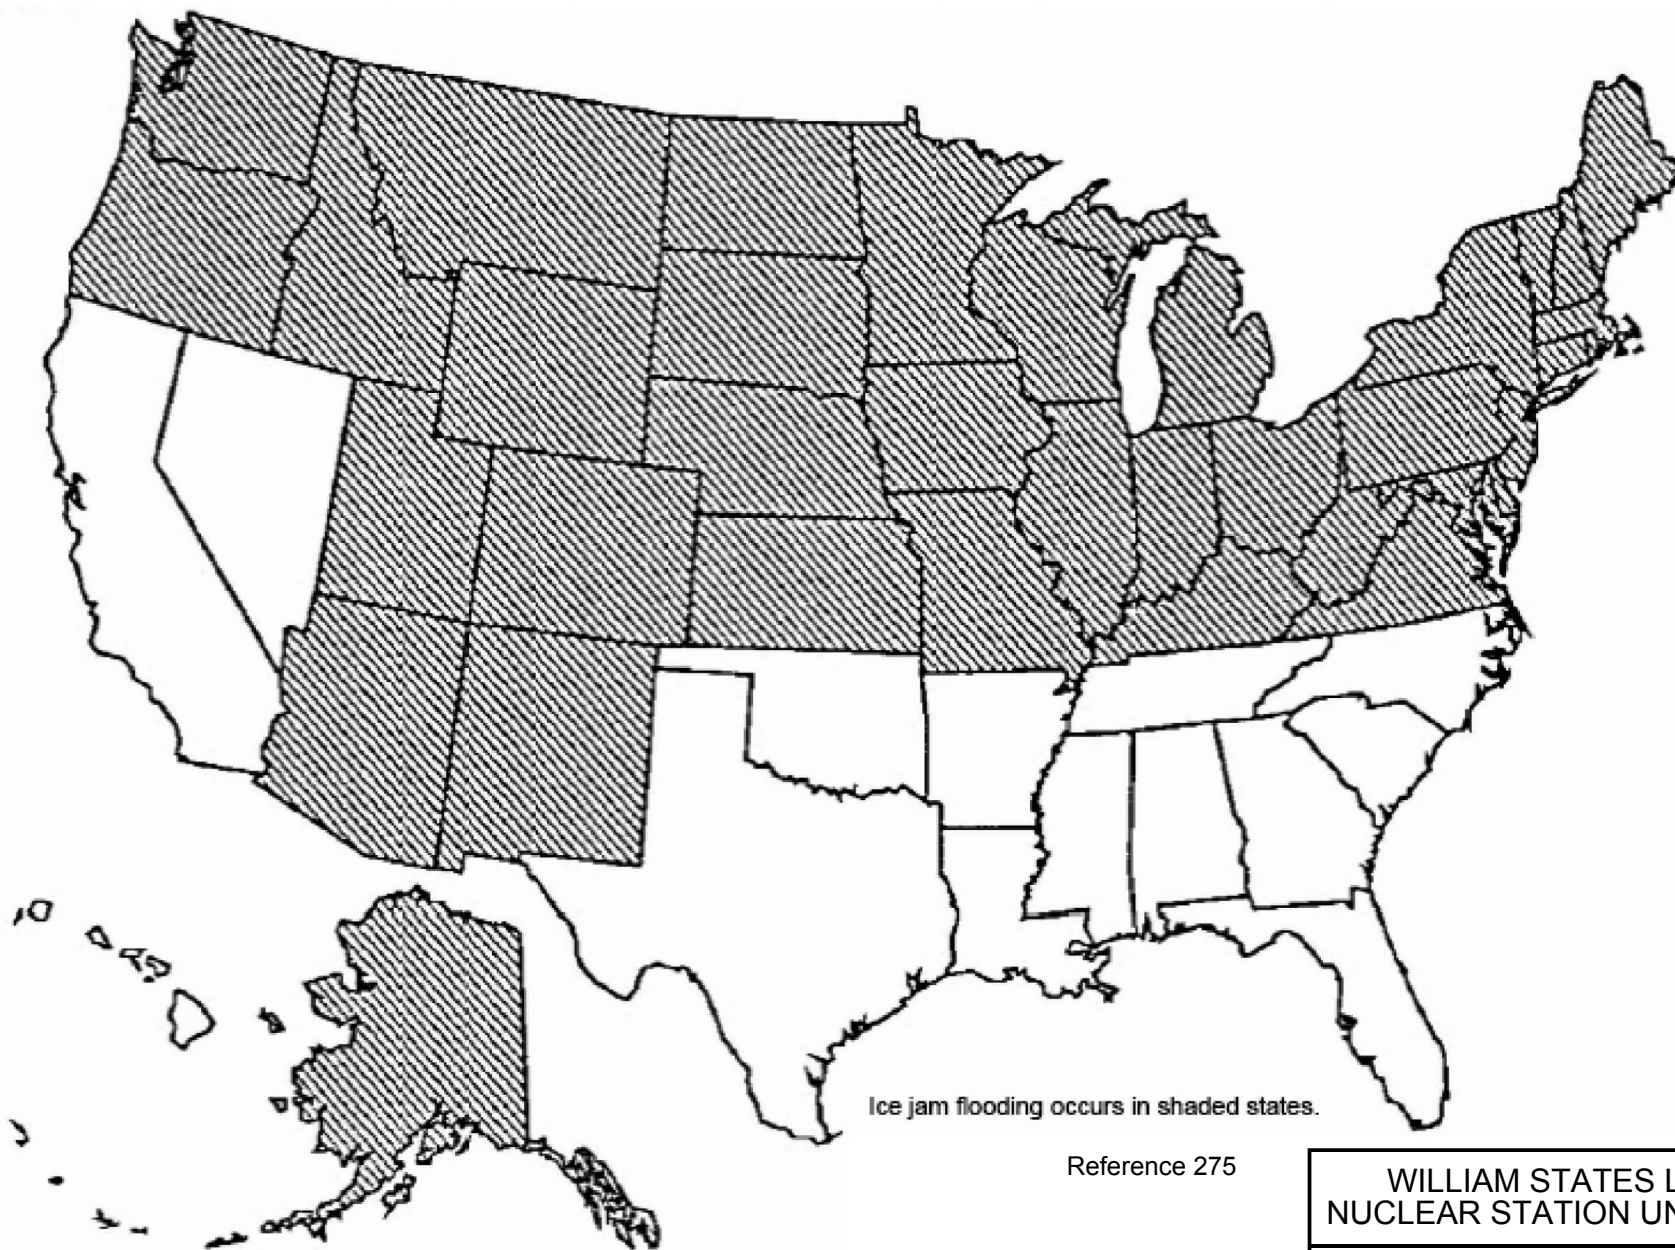 Ice jam flooding occurs in shaded states.
Reference 275
WILLIAM STATES L
NUCLEAR STATION UN